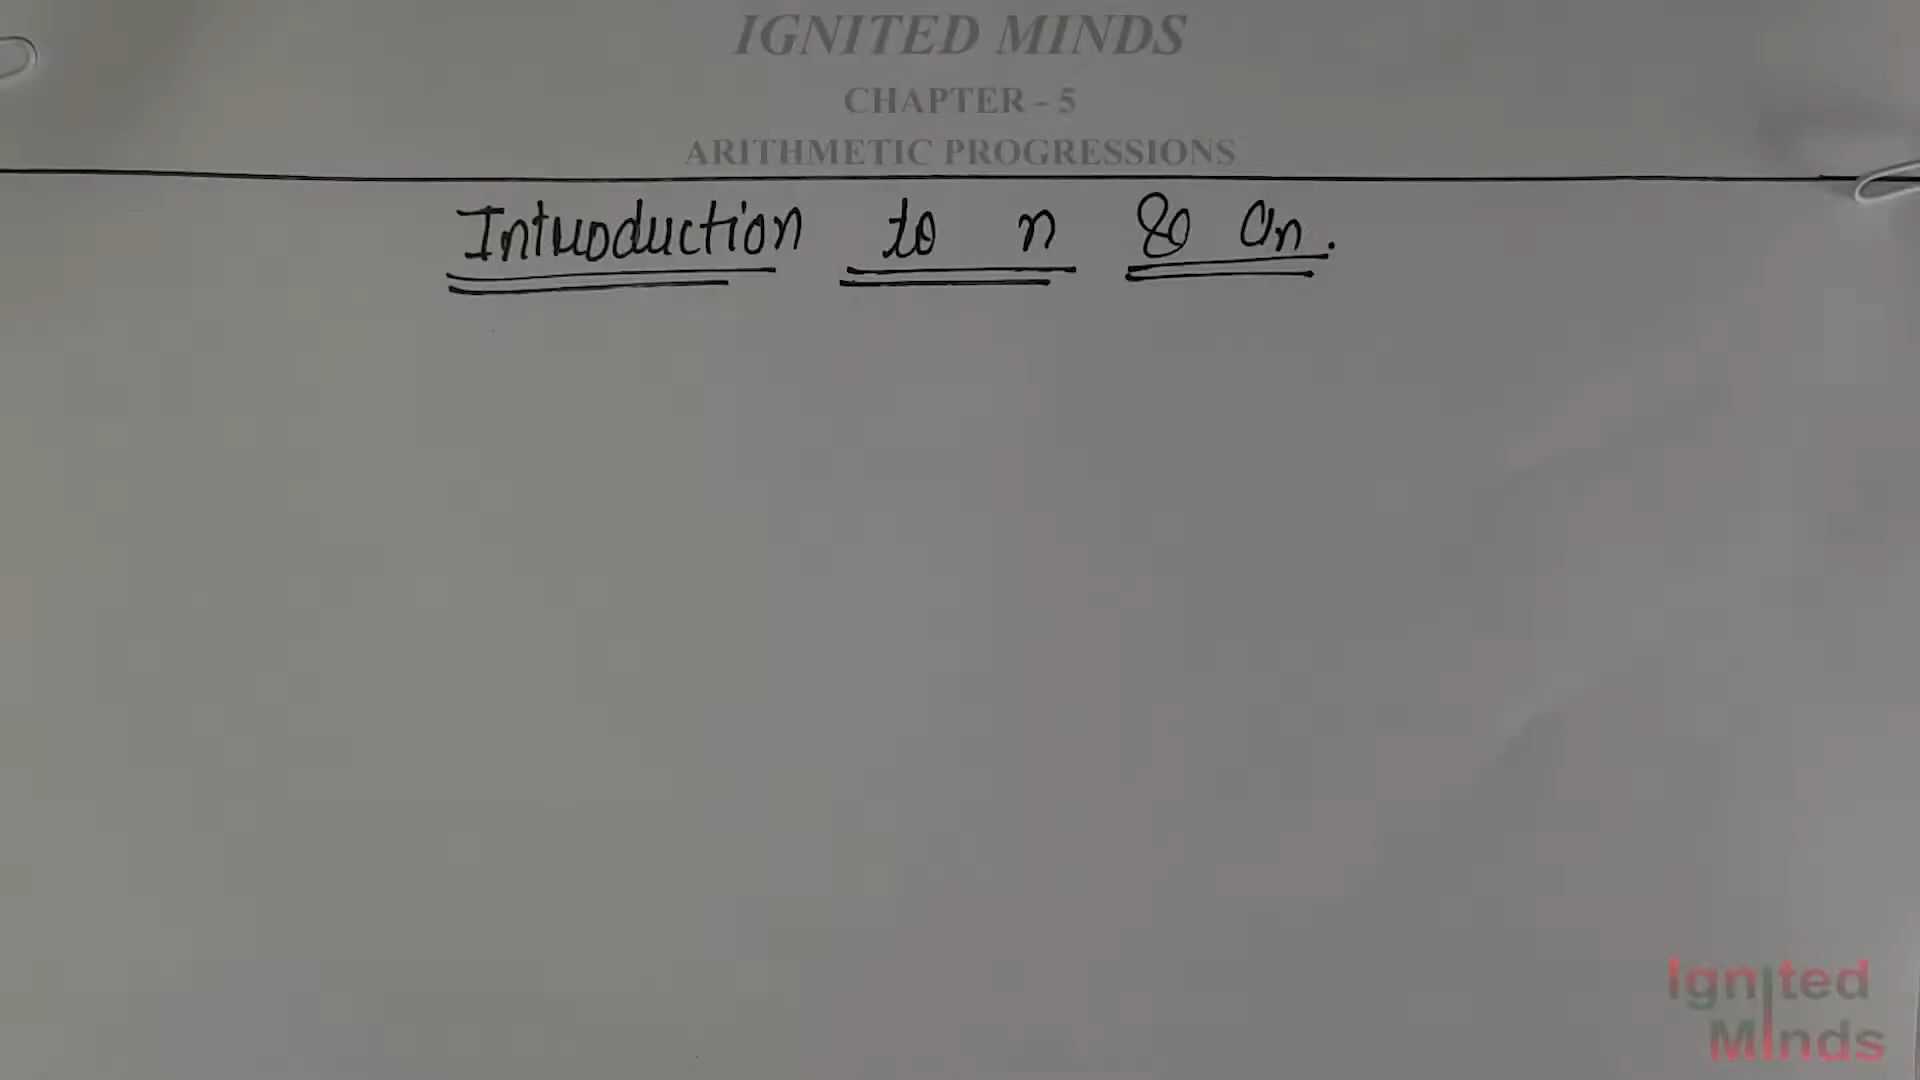 IGNITED MINDS
CHAPTER - 5
ARITHMETIC PROGRESSIONS
Introduction to n & an.
Ignited
Minds